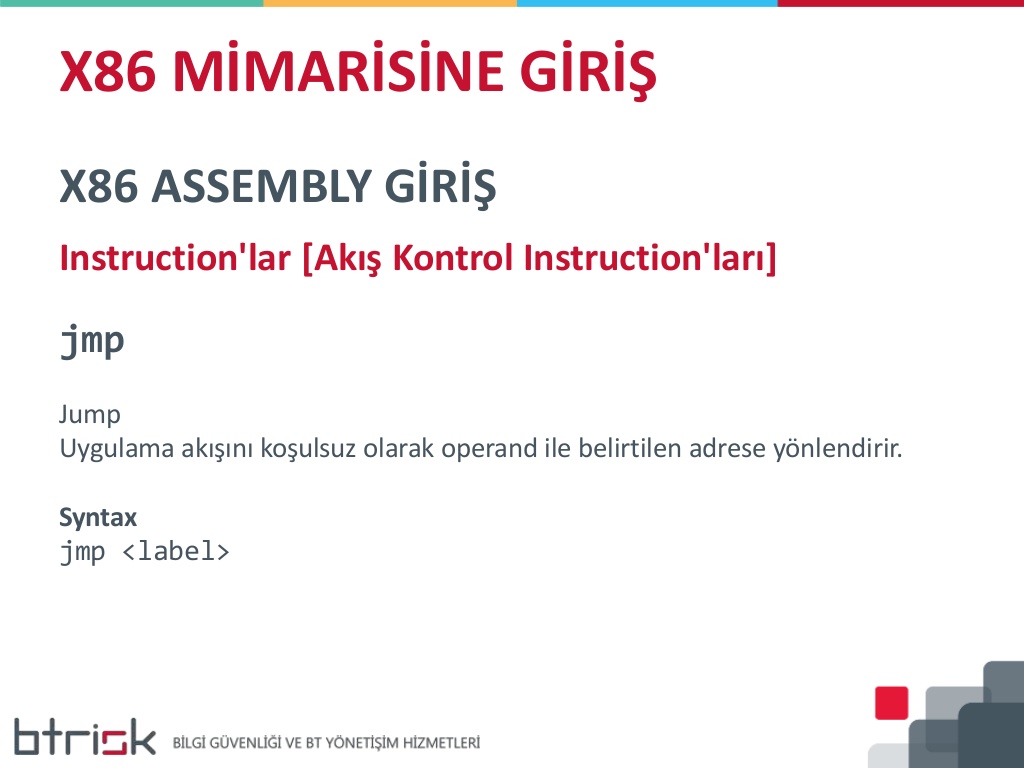 X86 MİMARİSİNE GİRİŞ
X86 ASSEMBLY GİRİŞ
Instruction'lar [Akış Kontrol Instruction'ları]
jmp
Jump
Uygulama akışını koşulsuz olarak operand ile belirtilen adrese yönlendirir.
Syntax
jmp <label>
btrisk BİLGİ GÜVENLİĞİ VE BT YÖNETİŞİM HİZMETLERİ